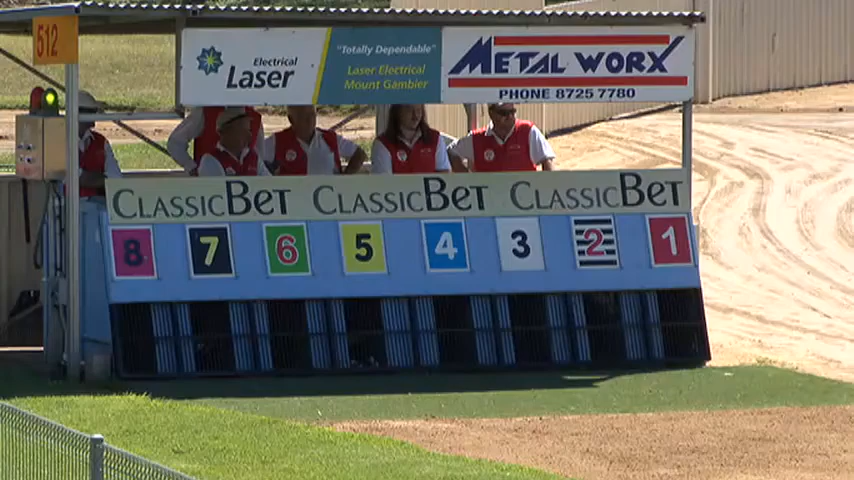 512
Electrical
Laser
"Totally Dependable"
Laser Electrical
Mount Gambier
METAL WORX
PHONE 8725 7780
CLASSICBET CLASSICBET CLASSICBET
8 7 6 5 4 3 2 1